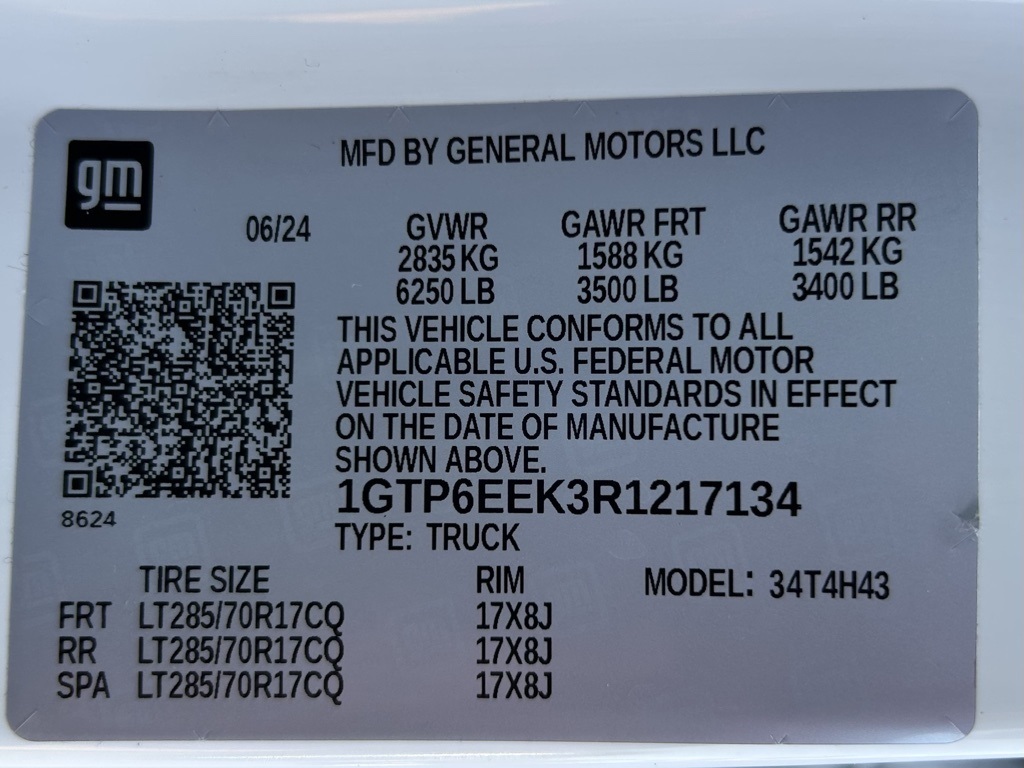 gm
MFD BY GENERAL MOTORS LLC
06/24 GVWR GAWR FRT GAWR RR
2835 KG 1588 KG 1542 KG
6250 LB 3500 LB 3400 LB
THIS VEHICLE CONFORMS TO ALL
APPLICABLE U.S. FEDERAL MOTOR
VEHICLE SAFETY STANDARDS IN EFFECT
ON THE DATE OF MANUFACTURE
SHOWN ABOVE.
1GTP6EEK3R1217134
8624
TYPE: TRUCK
TIRE SIZE RIM MODEL: 34T4H43
FRT LT285/70R17CQ 17X8J
RR LT285/70R17CQ 17X8J
SPA LT285/70R17CQ 17X8J